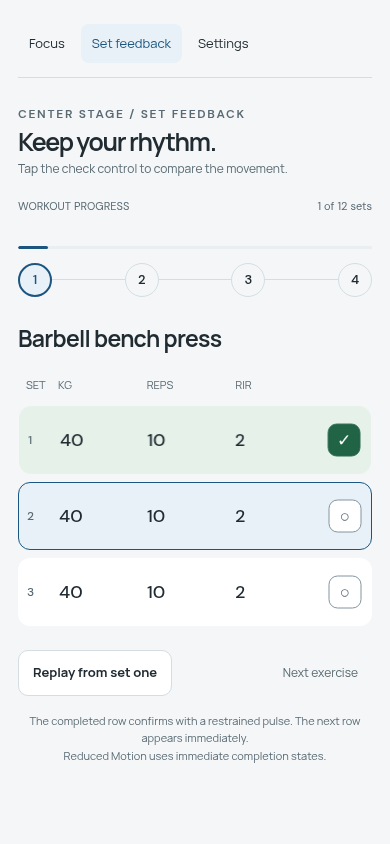 Focus Set feedback Settings
CENTER STAGE / SET FEEDBACK
Keep your rhythm.
Tap the check control to compare the movement.
WORKOUT PROGRESS 1 of 12 sets
1 2 3 4
Barbell bench press
SET KG REPS RIR
1 40 10 2 ✓
2 40 10 2 ○
3 40 10 2 ○
Replay from set one Next exercise
The completed row confirms with a restrained pulse. The next row
appears immediately.
Reduced Motion uses immediate completion states.